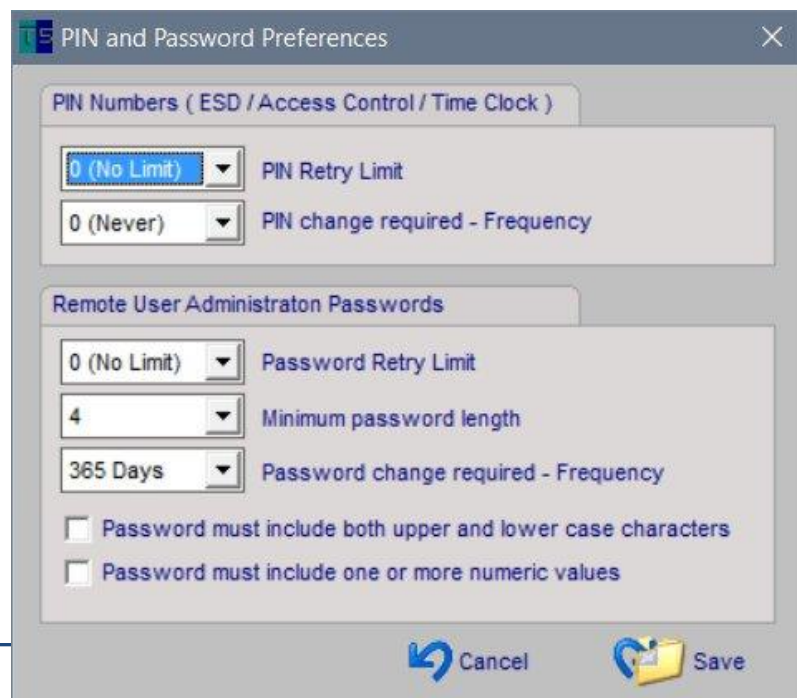 TS PIN and Password Preferences
PIN Numbers ( ESD / Access Control / Time Clock )
0 (No Limit) PIN Retry Limit
0 (Never) PIN change required - Frequency
Remote User Administraton Passwords
0 (No Limit) Password Retry Limit
4 Minimum password length
365 Days Password change required - Frequency
Password must include both upper and lower case characters
Password must include one or more numeric values
Cancel Save